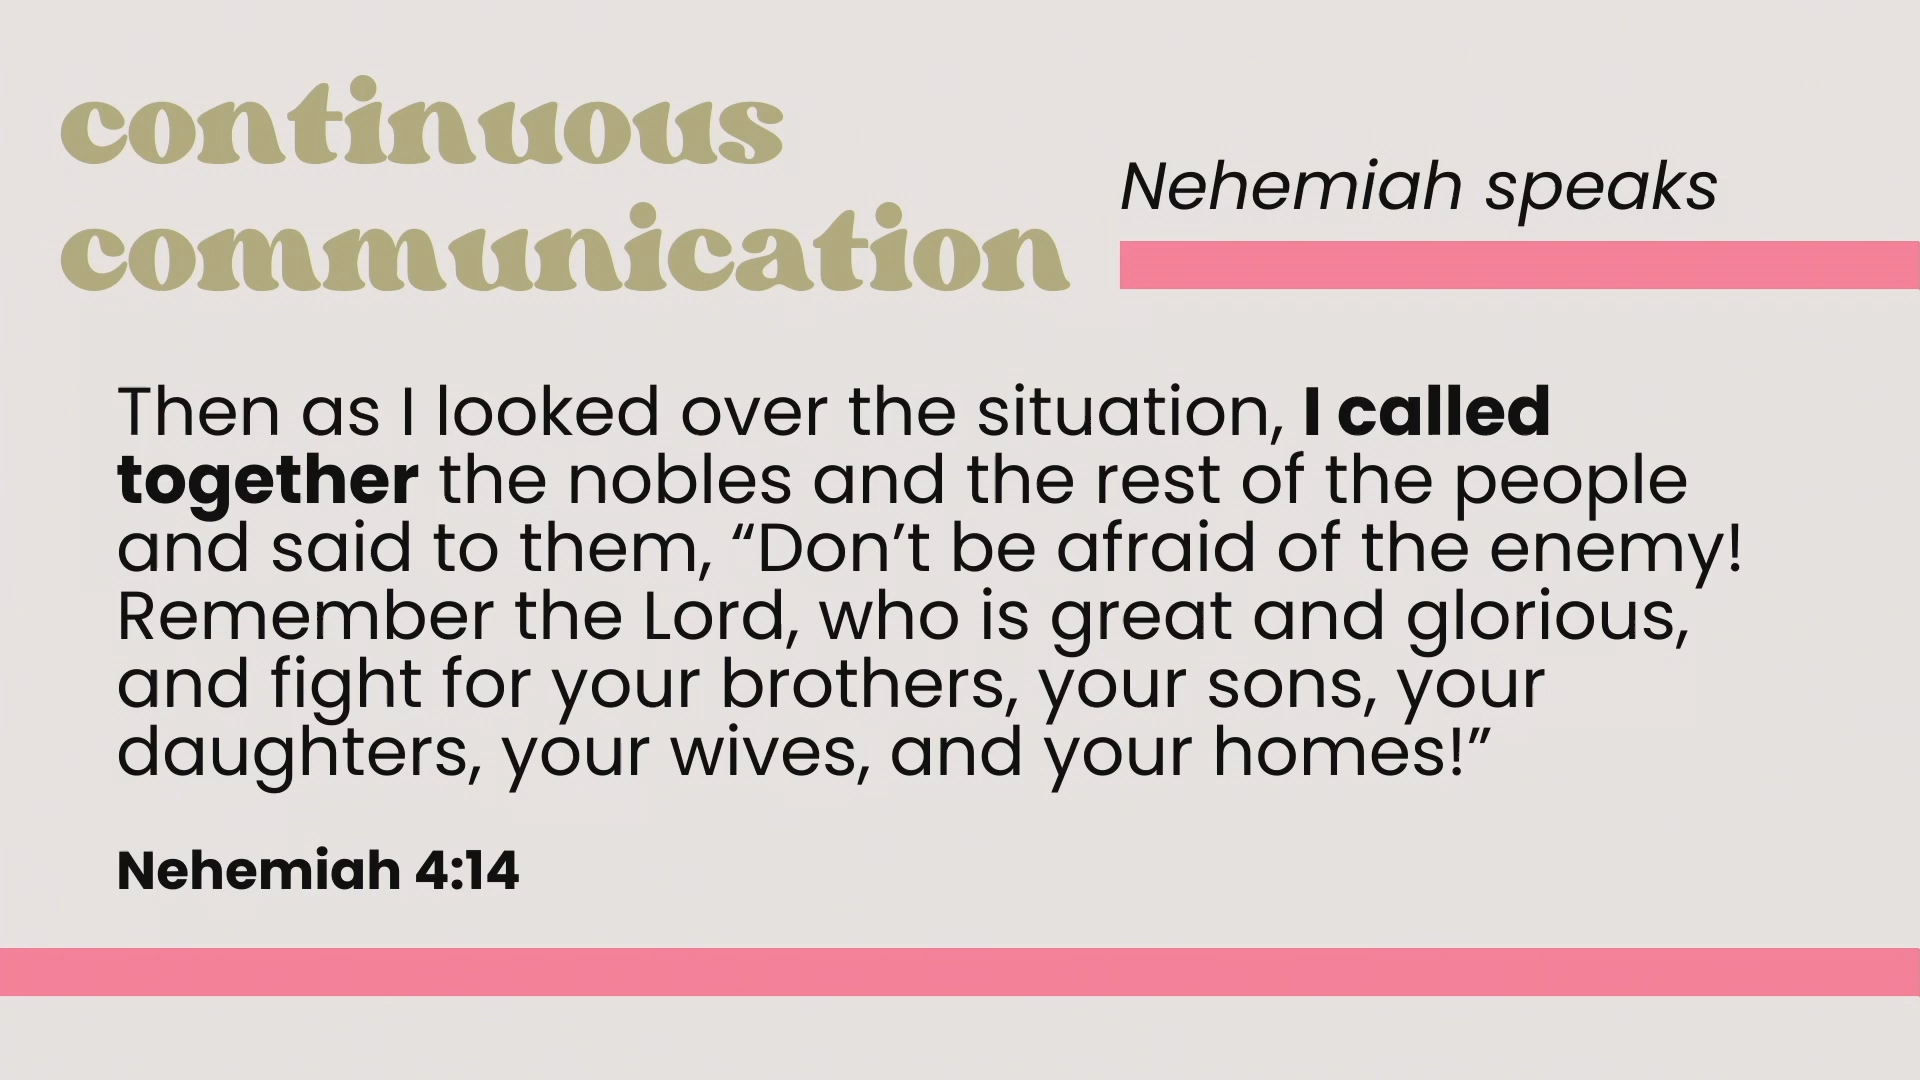 continuous
communication
Nehemiah speaks
Then as I looked over the situation, I called
together the nobles and the rest of the people
and said to them, “Don’t be afraid of the enemy!
Remember the Lord, who is great and glorious,
and fight for your brothers, your sons, your
daughters, your wives, and your homes!”
Nehemiah 4:14